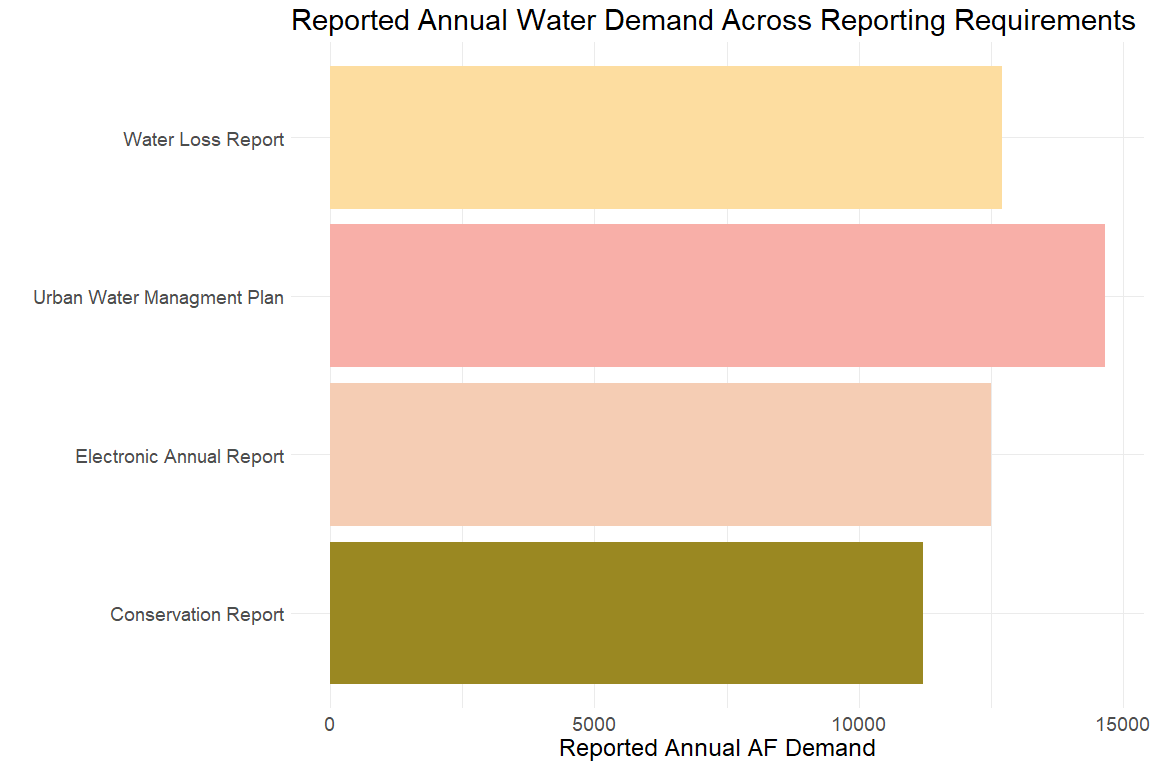 Reported Annual Water Demand Across Reporting Requirements
Water Loss Report
Urban Water Managment Plan
Electronic Annual Report
Conservation Report
0 5000 10000 15000
Reported Annual AF Demand